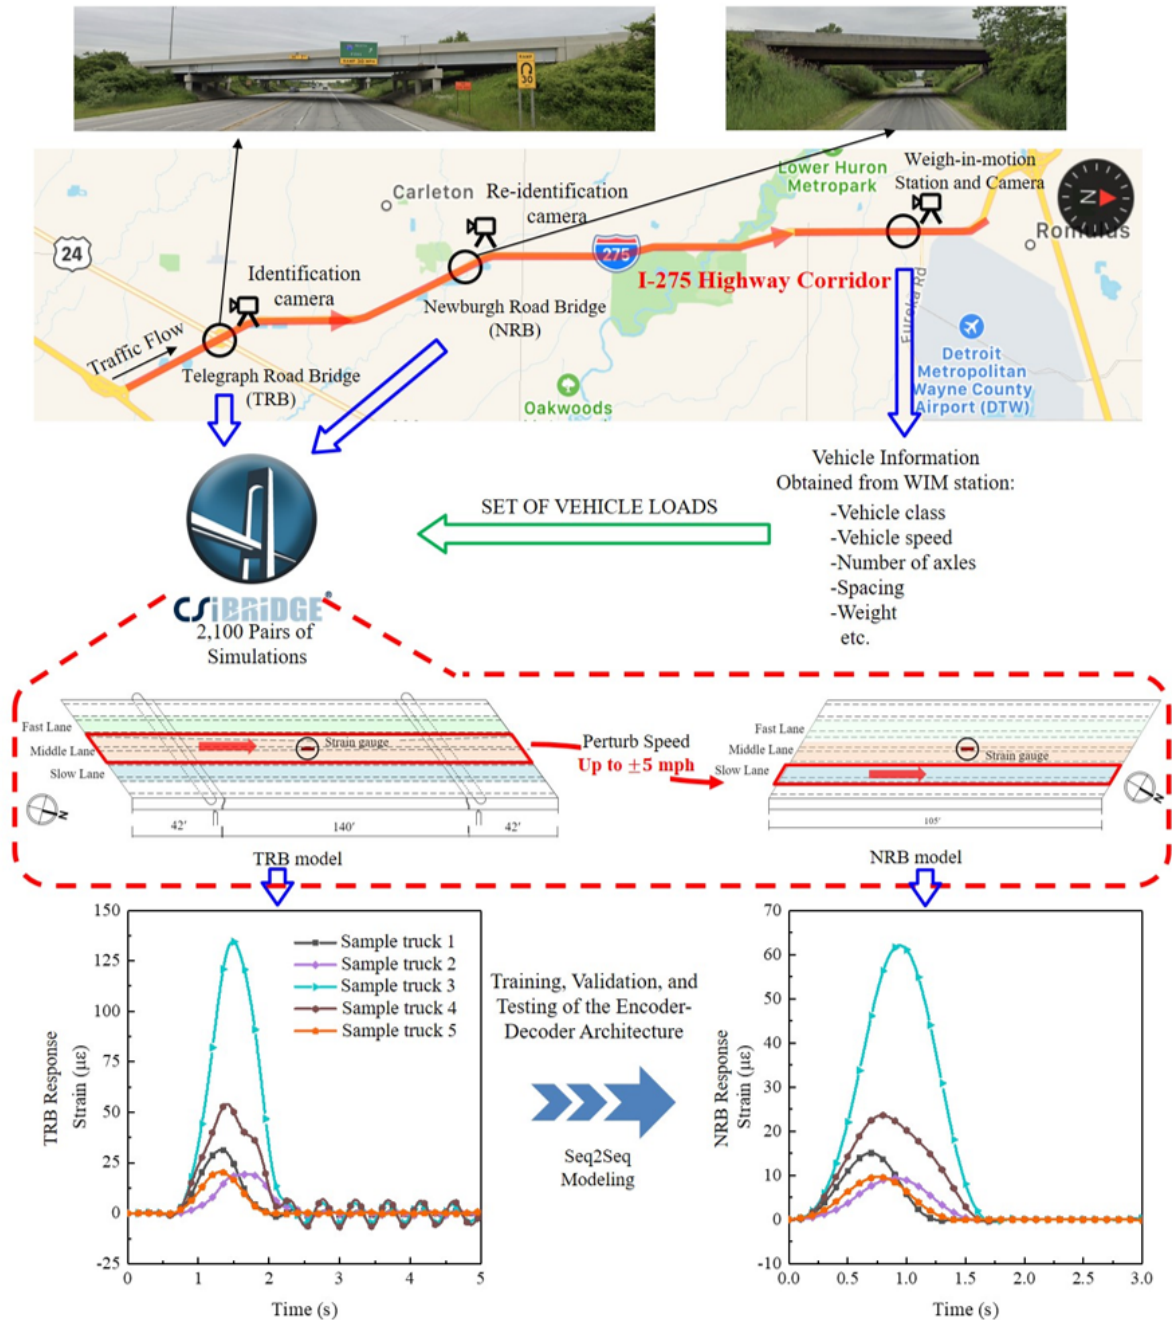 EXIT ONLY
RAMP
30
Lower Huron
Metropark
Weigh-in-motion
Station and Camera
N
Carleton
Re-identification
camera
Romulus
24
275
I-275 Highway Corridor
Identification
camera
Newburgh Road Bridge
(NRB)
Eureka Rd
Traffic Flow
Telegraph Road Bridge
(TRB)
Oakwoods
Detroit
Metropolitan
Wayne County
Airport (DTW)
Vehicle Information
Obtained from WIM station:
-Vehicle class
-Vehicle speed
-Number of axles
-Spacing
-Weight
etc.
SET OF VEHICLE LOADS
CSiBRiDGE®
2,100 Pairs of
Simulations
Fast Lane
Middle Lane
Slow Lane
Strain gauge
N
42'
140'
42'
TRB model
Perturb Speed
Up to ±5 mph
Fast Lane
Middle Lane
Slow Lane
Strain gauge
N
105'
NRB model
150
125
100
75
50
25
0
-25
0 1 2 3 4 5
TRB Response
Strain (με)
Time (s)
Sample truck 1
Sample truck 2
Sample truck 3
Sample truck 4
Sample truck 5
Training, Validation, and
Testing of the Encoder-
Decoder Architecture
Seq2Seq
Modeling
70
60
50
40
30
20
10
0
-10
0.0 0.5 1.0 1.5 2.0 2.5 3.0
NRB Response
Strain (με)
Time (s)